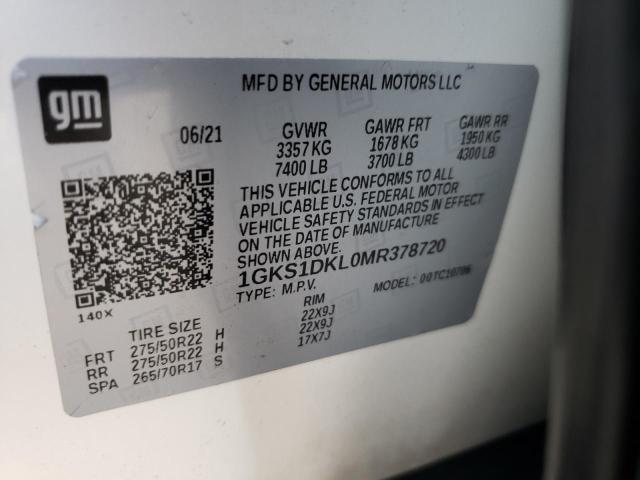 gm
MFD BY GENERAL MOTORS LLC
06/21 GVWR GAWR FRT GAWR RR
3357 KG 1678 KG 1950 KG
7400 LB 3700 LB 4300 LB
THIS VEHICLE CONFORMS TO ALL
APPLICABLE U.S. FEDERAL MOTOR
VEHICLE SAFETY STANDARDS IN EFFECT
ON THE DATE OF MANUFACTURE
SHOWN ABOVE.
1GKS1DKL0MR378720
TYPE: M.P.V. MODEL: 00TC10706
140X
TIRE SIZE RIM
FRT 275/50R22 H 22X9J
RR 275/50R22 H 22X9J
SPA 265/70R17 S 17X7J